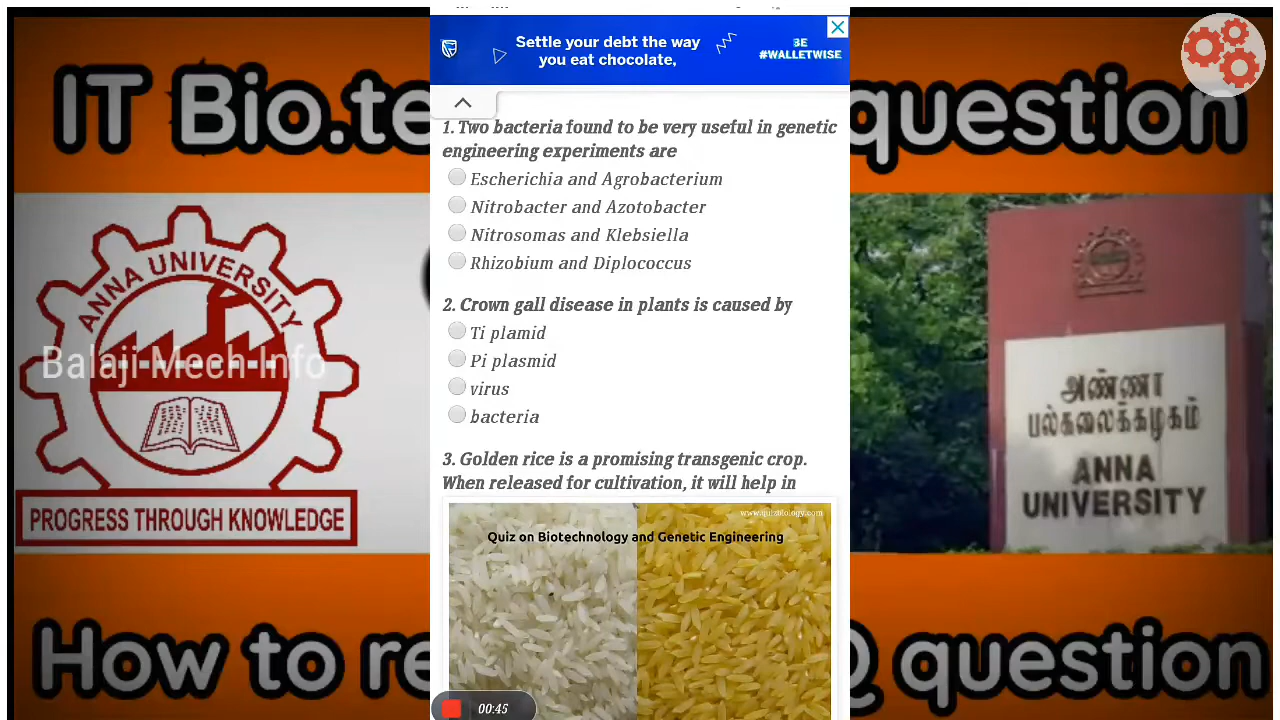 Settle your debt the way
you eat chocolate,
BE
#WALLETWISE
IT Bio.te
question
1. Two bacteria found to be very useful in genetic
engineering experiments are
Escherichia and Agrobacterium
Nitrobacter and Azotobacter
Nitrosomas and Klebsiella
Rhizobium and Diplococcus
2. Crown gall disease in plants is caused by
Ti plamid
Pi plasmid
virus
bacteria
3. Golden rice is a promising transgenic crop.
When released for cultivation, it will help in
www.quizbiology.com
Quiz on Biotechnology and Genetic Engineering
00:45
ANNA UNIVERSITY
Balaji Mech Info
PROGRESS THROUGH KNOWLEDGE
அண்ணா
பல்கலைக்கழகம்
ANNA
UNIVERSITY
How to re
Q question